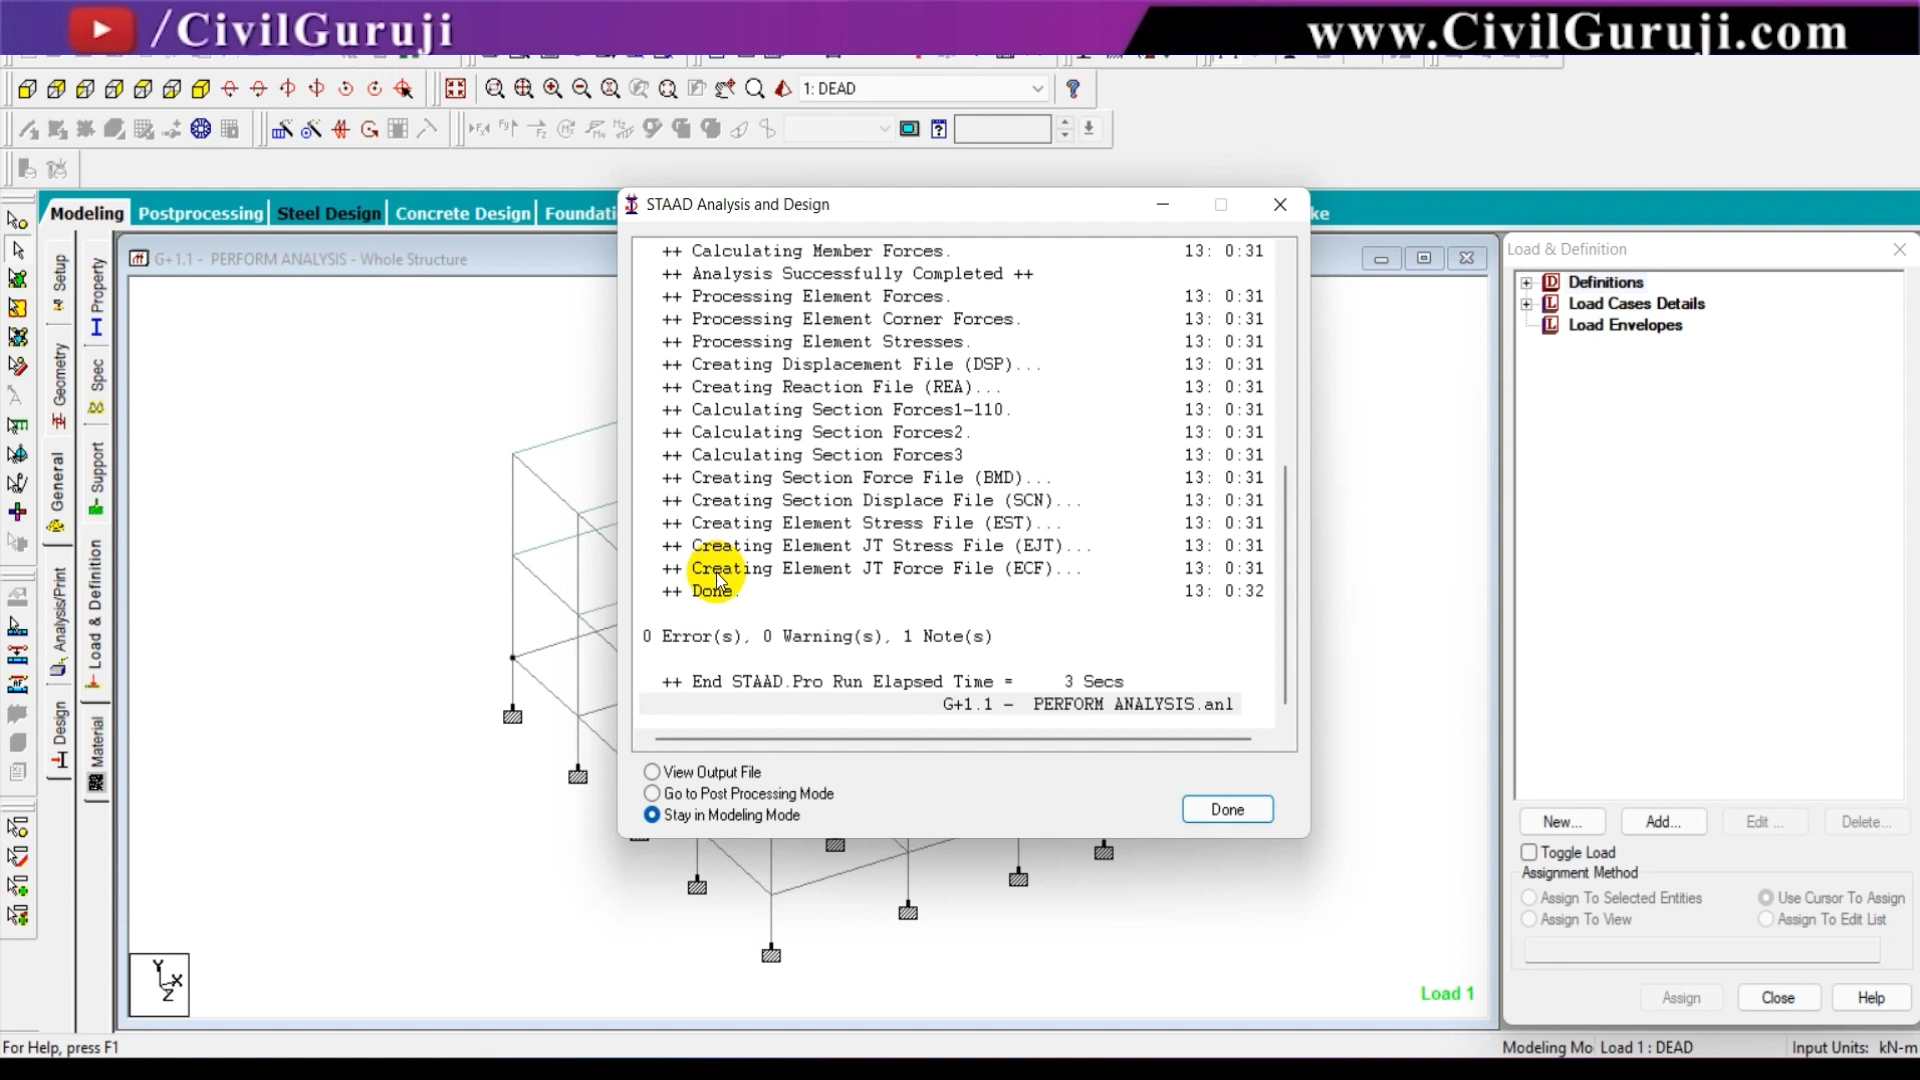 /CivilGuruji
www.CivilGuruji.com
1: DEAD
Modeling
Postprocessing
Steel Design
Concrete Design
Foundati
ke
STAAD Analysis and Design
G+1.1 - PERFORM ANALYSIS - Whole Structure
Setup
Geometry
General
Analysis/Print
Design
Property
Spec
Support
Load & Definition
Material
++ Calculating Member Forces. 13: 0:31
++ Analysis Successfully Completed ++
++ Processing Element Forces. 13: 0:31
++ Processing Element Corner Forces. 13: 0:31
++ Processing Element Stresses. 13: 0:31
++ Creating Displacement File (DSP)... 13: 0:31
++ Creating Reaction File (REA)... 13: 0:31
++ Calculating Section Forces1-110. 13: 0:31
++ Calculating Section Forces2. 13: 0:31
++ Calculating Section Forces3 13: 0:31
++ Creating Section Force File (BMD)... 13: 0:31
++ Creating Section Displace File (SCN)... 13: 0:31
++ Creating Element Stress File (EST)... 13: 0:31
++ Creating Element JT Stress File (EJT)... 13: 0:31
++ Creating Element JT Force File (ECF)... 13: 0:31
++ Done. 13: 0:32
0 Error(s), 0 Warning(s), 1 Note(s)
++ End STAAD.Pro Run Elapsed Time = 3 Secs
G+1.1 - PERFORM ANALYSIS.anl
View Output File
Go to Post Processing Mode
Stay in Modeling Mode
Done
Y
X
Z
Load 1
Load & Definition
Definitions
Load Cases Details
Load Envelopes
New...
Add...
Edit ...
Delete...
Toggle Load
Assignment Method
Assign To Selected Entities
Use Cursor To Assign
Assign To View
Assign To Edit List
Assign
Close
Help
For Help, press F1
Modeling Mo
Load 1 : DEAD
Input Units: kN-m